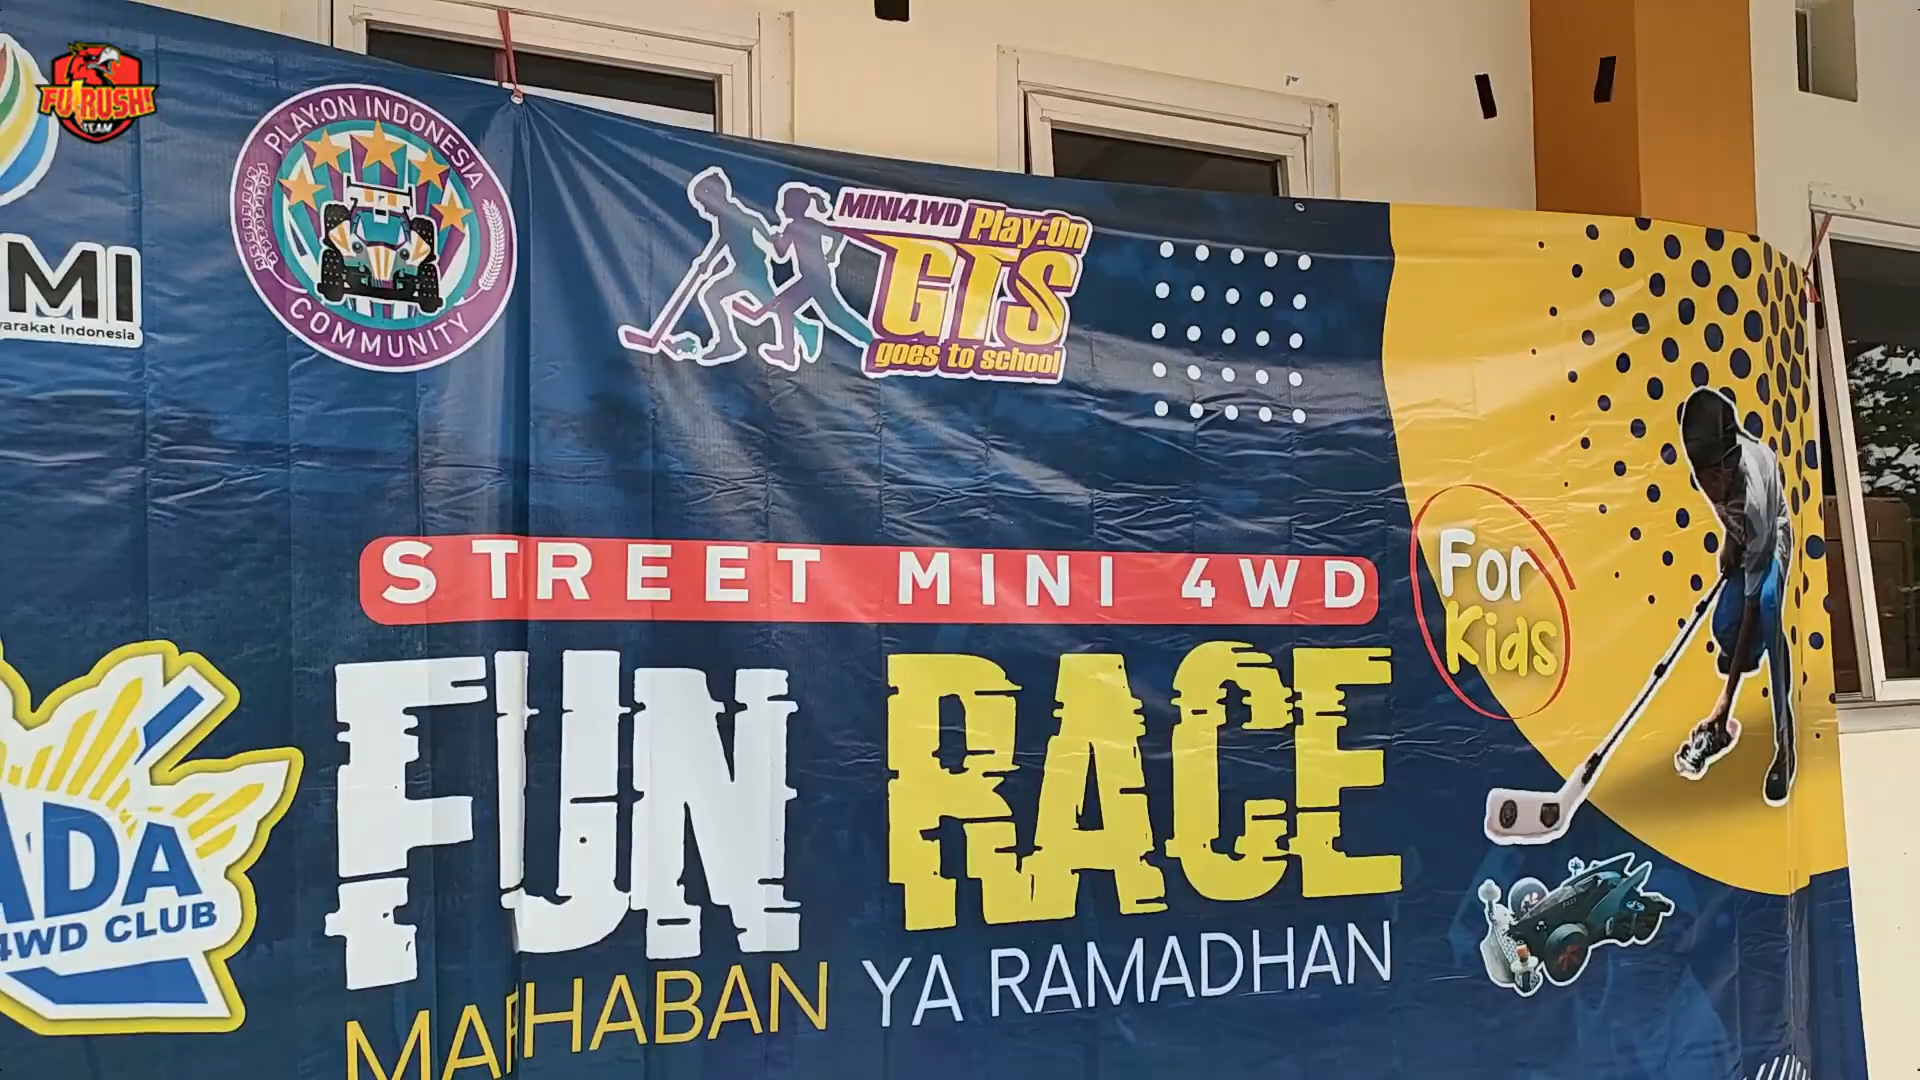 FU!RUSH!
TEAM
PLAY:ON INDONESIA
COMMUNITY
MINI4WD Play:On
GTS
goes to school
MI
arakat Indonesia
STREET MINI 4WD
For
Kids
FUN RACE
MARHABAN YA RAMADHAN
ADA
4WD CLUB